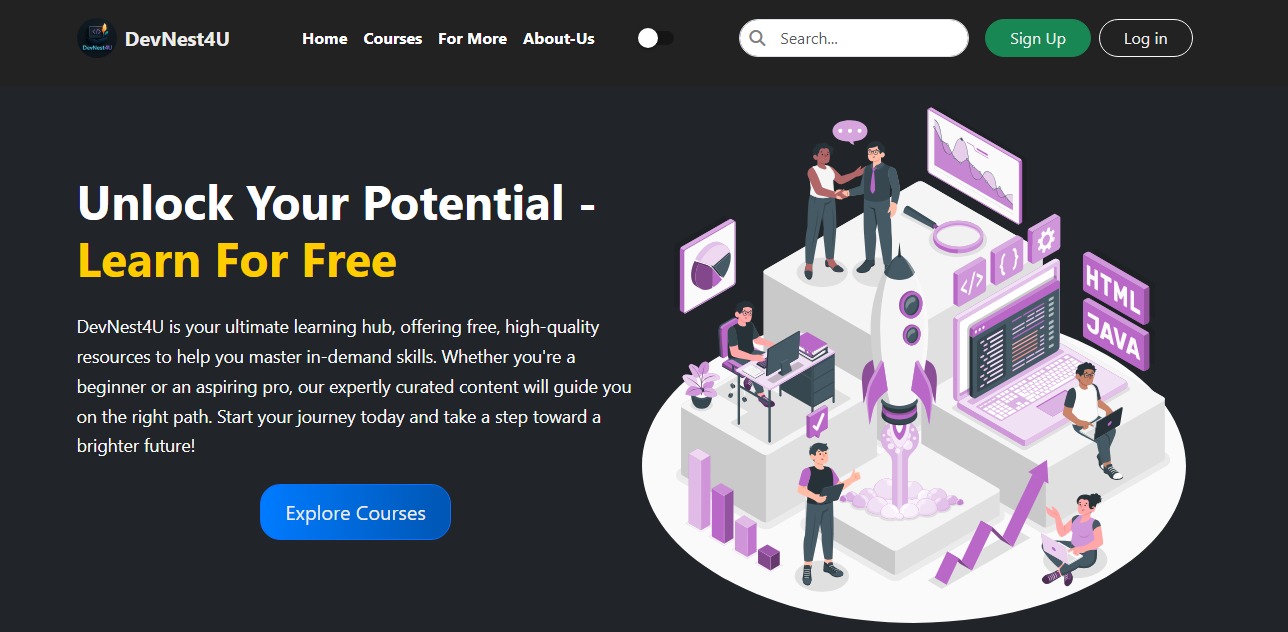 DevNest4U
DevNest4U
Home
Courses
For More
About-Us
Search...
Sign Up
Log in
Unlock Your Potential -
Learn For Free
DevNest4U is your ultimate learning hub, offering free, high-quality
resources to help you master in-demand skills. Whether you're a
beginner or an aspiring pro, our expertly curated content will guide you
on the right path. Start your journey today and take a step toward a
brighter future!
Explore Courses
</>
{ }
HTML
JAVA